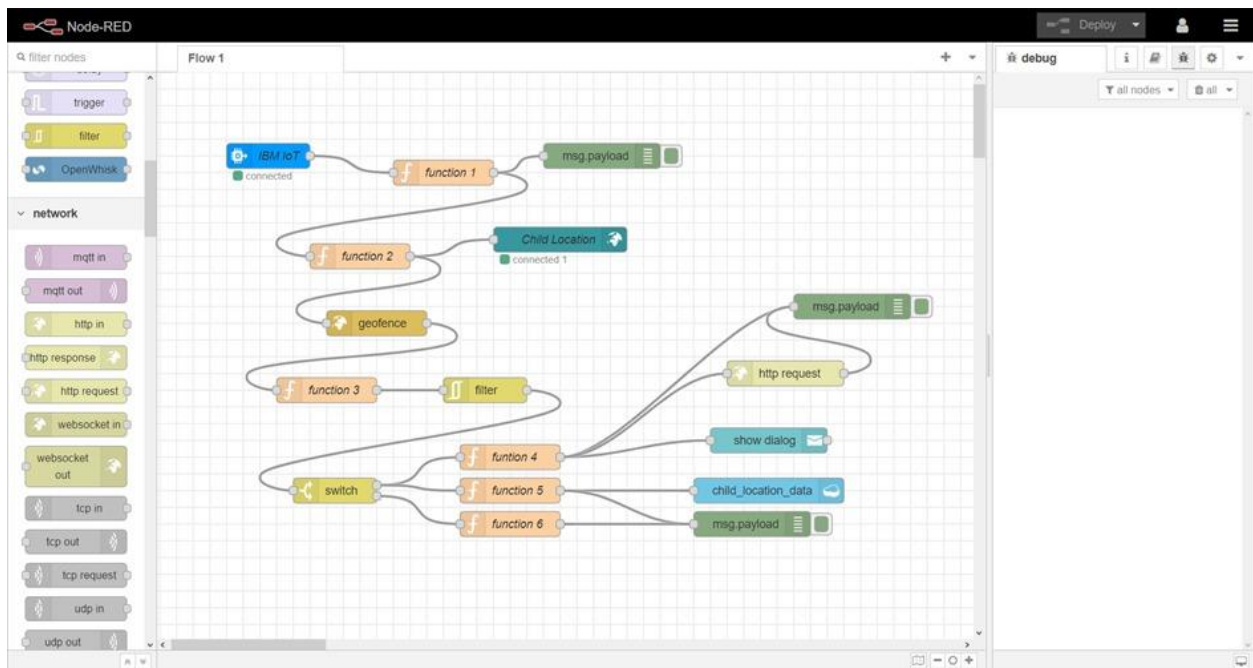 Node-RED
Deploy
filter nodes
Flow 1
debug
i
all nodes
all
trigger
filter
OpenWhisk
network
mqtt in
mqtt out
http in
http response
http request
websocket in
websocket
out
tcp in
tcp out
tcp request
udp in
udp out
IBM IoT
connected
function 1
msg.payload
function 2
Child Location
connected 1
geofence
msg.payload
http request
function 3
filter
show dialog
funtion 4
switch
function 5
child_location_data
function 6
msg.payload